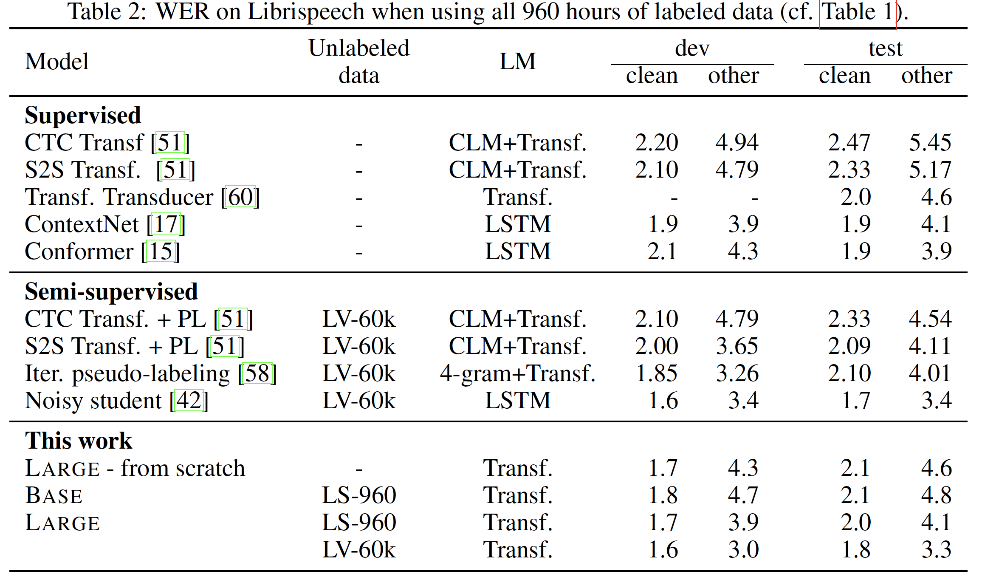 Table 2: WER on Librispeech when using all 960 hours of labeled data (cf. Table 1).
Model Unlabeled data LM dev test
clean other clean other
Supervised
CTC Transf [51] - CLM+Transf. 2.20 4.94 2.47 5.45
S2S Transf. [51] - CLM+Transf. 2.10 4.79 2.33 5.17
Transf. Transducer [60] - Transf. - - 2.0 4.6
ContextNet [17] - LSTM 1.9 3.9 1.9 4.1
Conformer [15] - LSTM 2.1 4.3 1.9 3.9
Semi-supervised
CTC Transf. + PL [51] LV-60k CLM+Transf. 2.10 4.79 2.33 4.54
S2S Transf. + PL [51] LV-60k CLM+Transf. 2.00 3.65 2.09 4.11
Iter. pseudo-labeling [58] LV-60k 4-gram+Transf. 1.85 3.26 2.10 4.01
Noisy student [42] LV-60k LSTM 1.6 3.4 1.7 3.4
This work
LARGE - from scratch - Transf. 1.7 4.3 2.1 4.6
BASE LS-960 Transf. 1.8 4.7 2.1 4.8
LARGE LS-960 Transf. 1.7 3.9 2.0 4.1
LV-60k Transf. 1.6 3.0 1.8 3.3